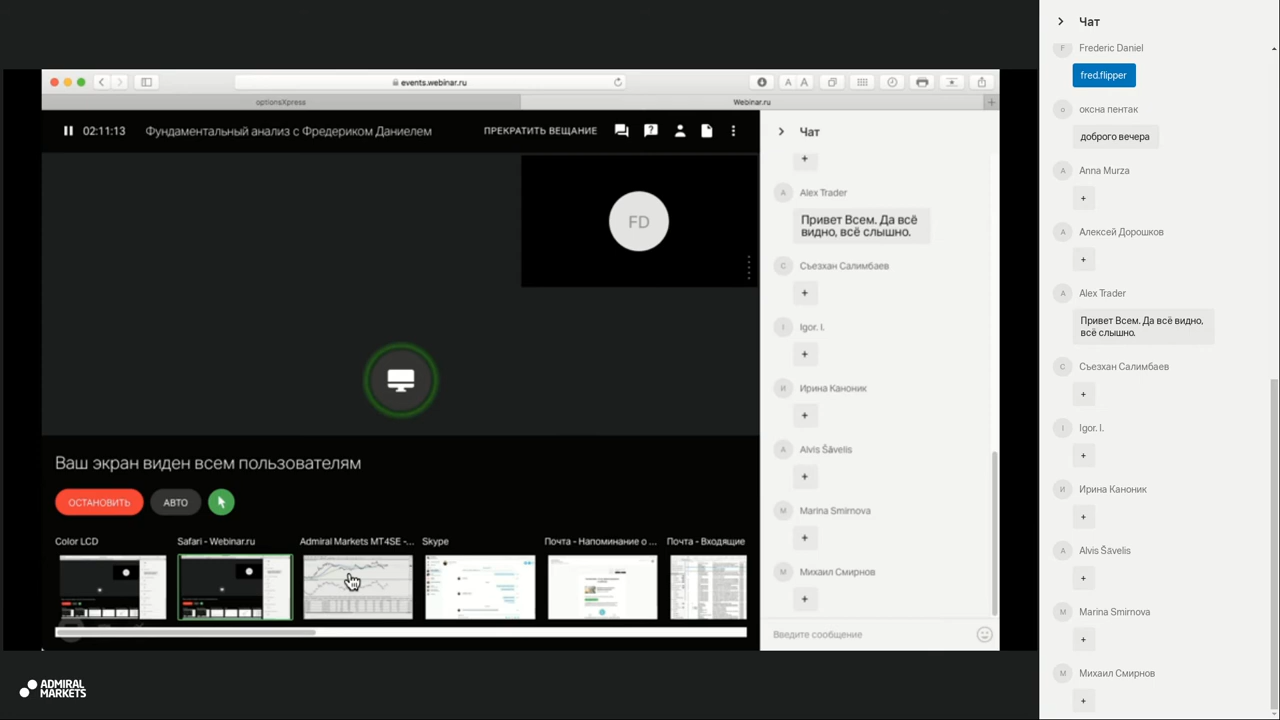 events.webinar.ru
A A
optionsXpress
Webinar.ru
02:11:13
Фундаментальный анализ с Фредериком Даниелем
ПРЕКРАТИТЬ ВЕЩАНИЕ
FD
Ваш экран виден всем пользователям
ОСТАНОВИТЬ
АВТО
Color LCD
Safari - Webinar.ru
Admiral Markets MT4SE -...
Skype
Почта - Напоминание о ...
Почта - Входящие
Чат
+
A
Alex Trader
Привет Всем. Да всё
видно, всё слышно.
С
Съезхан Салимбаев
+
I
Igor. I.
+
И
Ирина Каноник
+
A
Alvis Šāvelis
+
M
Marina Smirnova
+
М
Михаил Смирнов
+
Введите сообщение
ADMIRAL
MARKETS
Чат
F
Frederic Daniel
fred.flipper
о
оксна пентак
доброго вечера
A
Anna Murza
+
А
Алексей Дорошков
+
A
Alex Trader
Привет Всем. Да всё видно,
всё слышно.
С
Съезхан Салимбаев
+
I
Igor. I.
+
И
Ирина Каноник
+
A
Alvis Šāvelis
+
M
Marina Smirnova
+
М
Михаил Смирнов
+